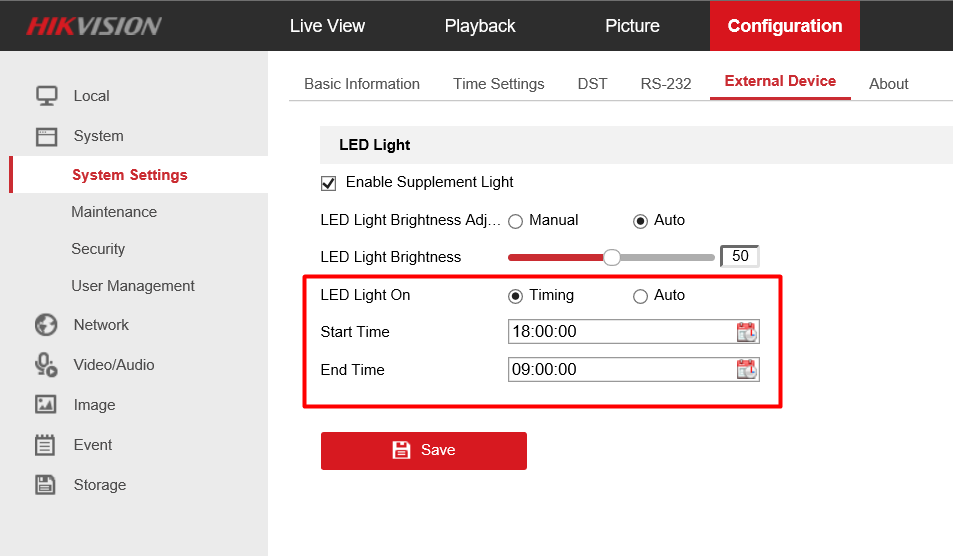 HIKVISION
Live View Playback Picture Configuration
Local
System
System Settings
Maintenance
Security
User Management
Network
Video/Audio
Image
Event
Storage
Basic Information Time Settings DST RS-232 External Device About
LED Light
Enable Supplement Light
LED Light Brightness Adj... Manual Auto
LED Light Brightness 50
LED Light On Timing Auto
Start Time 18:00:00
End Time 09:00:00
Save